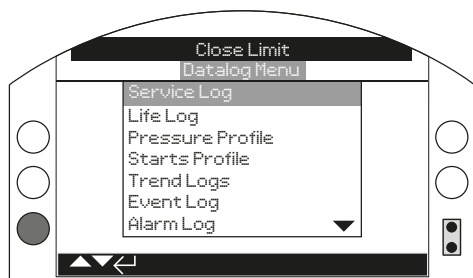 Close Limit
Datalog Menu
Service Log
Life Log
Pressure Profile
Starts Profile
Trend Logs
Event Log
Alarm Log